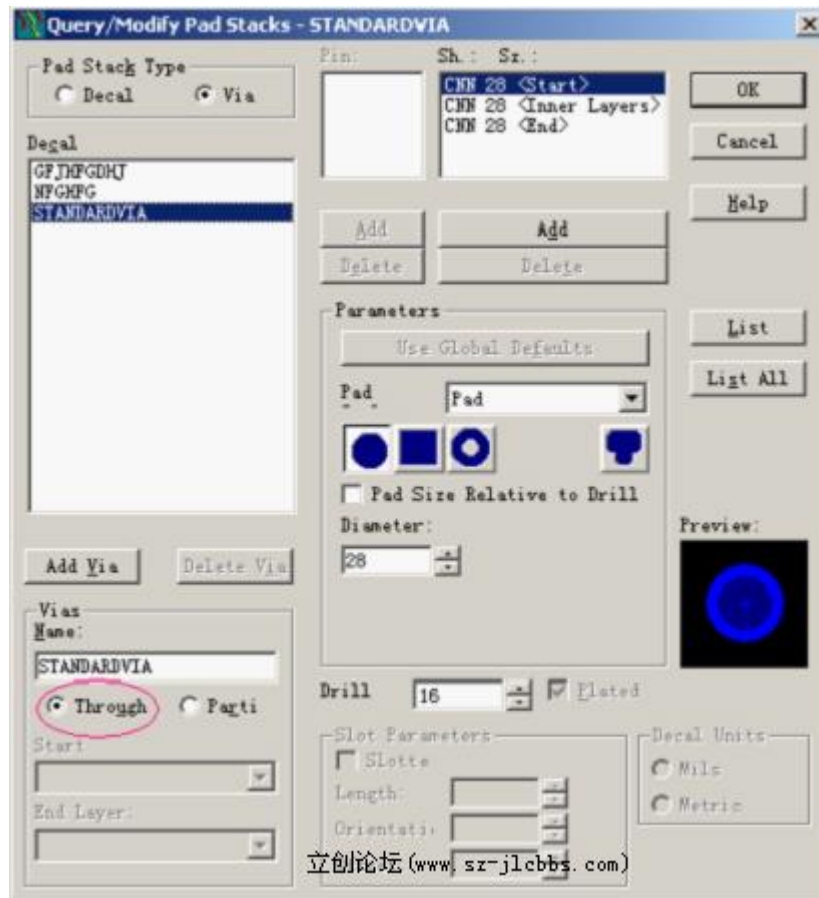 Query/Modify Pad Stacks - STANDARDVIA
Pad Stack Type
Decal Via
Decal
GFJHFGDHJ
NFGHFG
STANDARDVIA
Add Via Delete Via
Vias
Name:
STANDARDVIA
Through Parti
Start
End Layer:
Pin: Sh.: Sz.:
CNN 28 <Start>
CNN 28 <Inner Layers>
CNN 28 <End>
Add Add
Delete Delete
Parameters
Use Global Defaults
Pad
Pad
Pad Size Relative to Drill
Diameter:
28
Drill 16 Plated
Slot Parameters
Slotte
Length:
Orientati
Decal Units
Mils
Metric
OK
Cancel
Help
List
List All
Preview:
立创论坛(www.sz-jlcbbs.com)